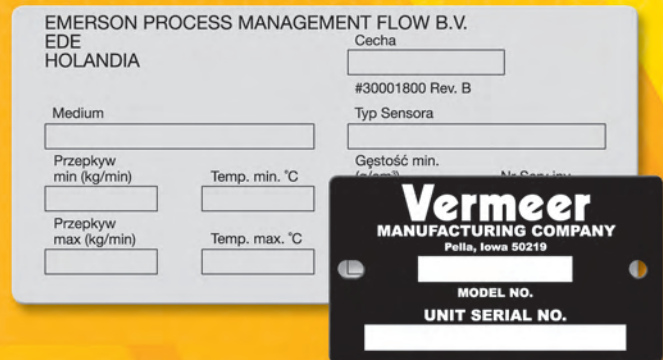 EMERSON PROCESS MANAGEMENT FLOW B.V.
EDE
HOLANDIA
Cecha
#30001800 Rev. B
Medium
Typ Sensora
Przepkyw
min (kg/min)
Temp. min. °C
Gęstość min.
Przepkyw
max (kg/min)
Temp. max. °C
Vermeer
MANUFACTURING COMPANY
Pella, Iowa 50219
MODEL NO.
UNIT SERIAL NO.